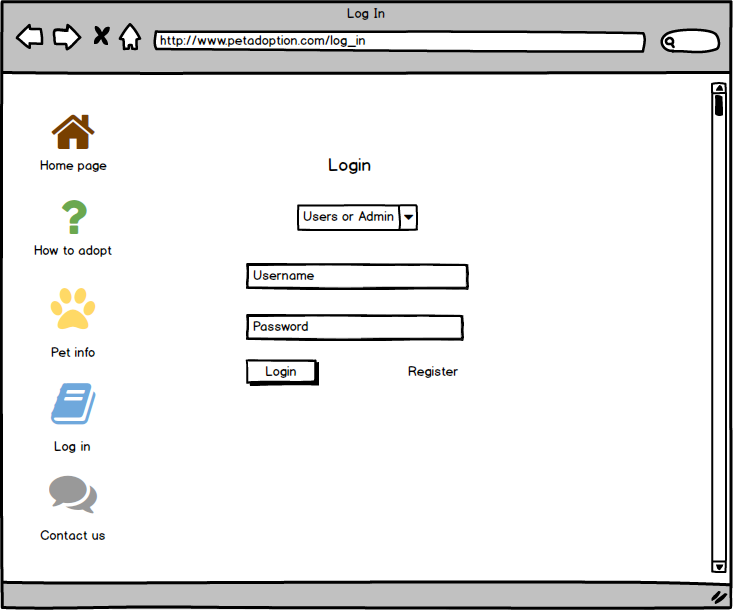 Log In
http://www.petadoption.com/log_in
Home page
How to adopt
Pet info
Log in
Contact us
Login
Users or Admin
Username
Password
Login
Register